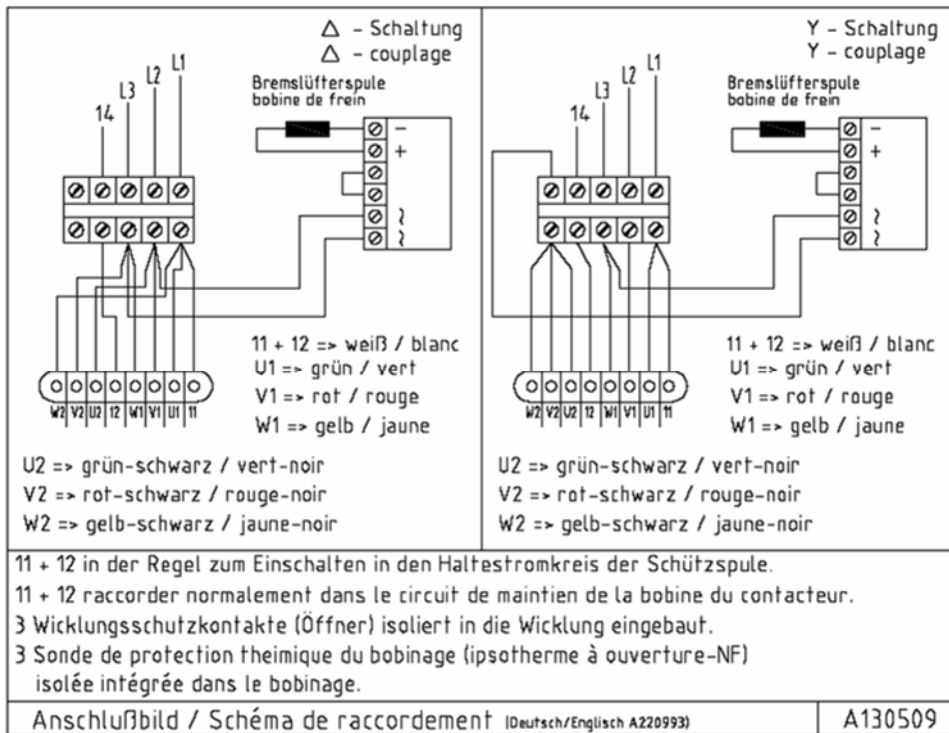 △ - Schaltung
△ - couplage
L1
L2
L3
14
Bremslüfterspule
bobine de frein
-
+
~
~
11 + 12 => weiß / blanc
U1 => grün / vert
V1 => rot / rouge
W1 => gelb / jaune
W2 V2 U2 12 W1 V1 U1 11
U2 => grün-schwarz / vert-noir
V2 => rot-schwarz / rouge-noir
W2 => gelb-schwarz / jaune-noir
Y - Schaltung
Y - couplage
L1
L2
L3
14
Bremslüfterspule
bobine de frein
-
+
~
~
11 + 12 => weiß / blanc
U1 => grün / vert
V1 => rot / rouge
W1 => gelb / jaune
W2 V2 U2 12 W1 V1 U1 11
U2 => grün-schwarz / vert-noir
V2 => rot-schwarz / rouge-noir
W2 => gelb-schwarz / jaune-noir
11 + 12 in der Regel zum Einschalten in den Haltestromkreis der Schützspule.
11 + 12 raccorder normalement dans le circuit de maintien de la bobine du contacteur.
3 Wicklungsschutzkontakte (Öffner) isoliert in die Wicklung eingebaut.
3 Sonde de protection theimique du bobinage (ipsotherme à ouverture-NF)
isolée intégrée dans le bobinage.
Anschlußbild / Schéma de raccordement (Deutsch/Englisch A220993)
A130509